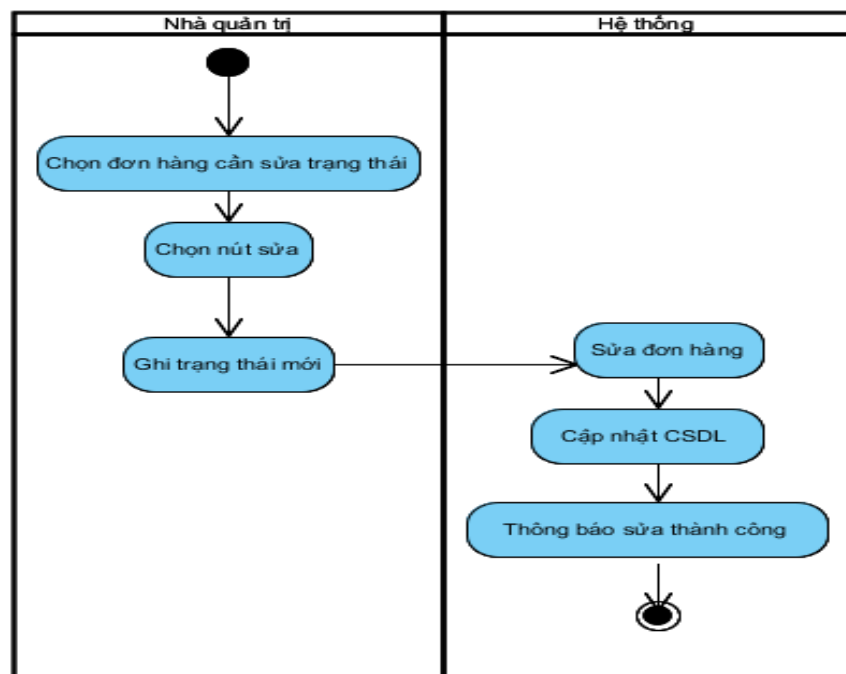 Nhà quản trị
Hệ thống
Chọn đơn hàng cần sửa trạng thái
Chọn nút sửa
Ghi trạng thái mới
Sửa đơn hàng
Cập nhật CSDL
Thông báo sửa thành công